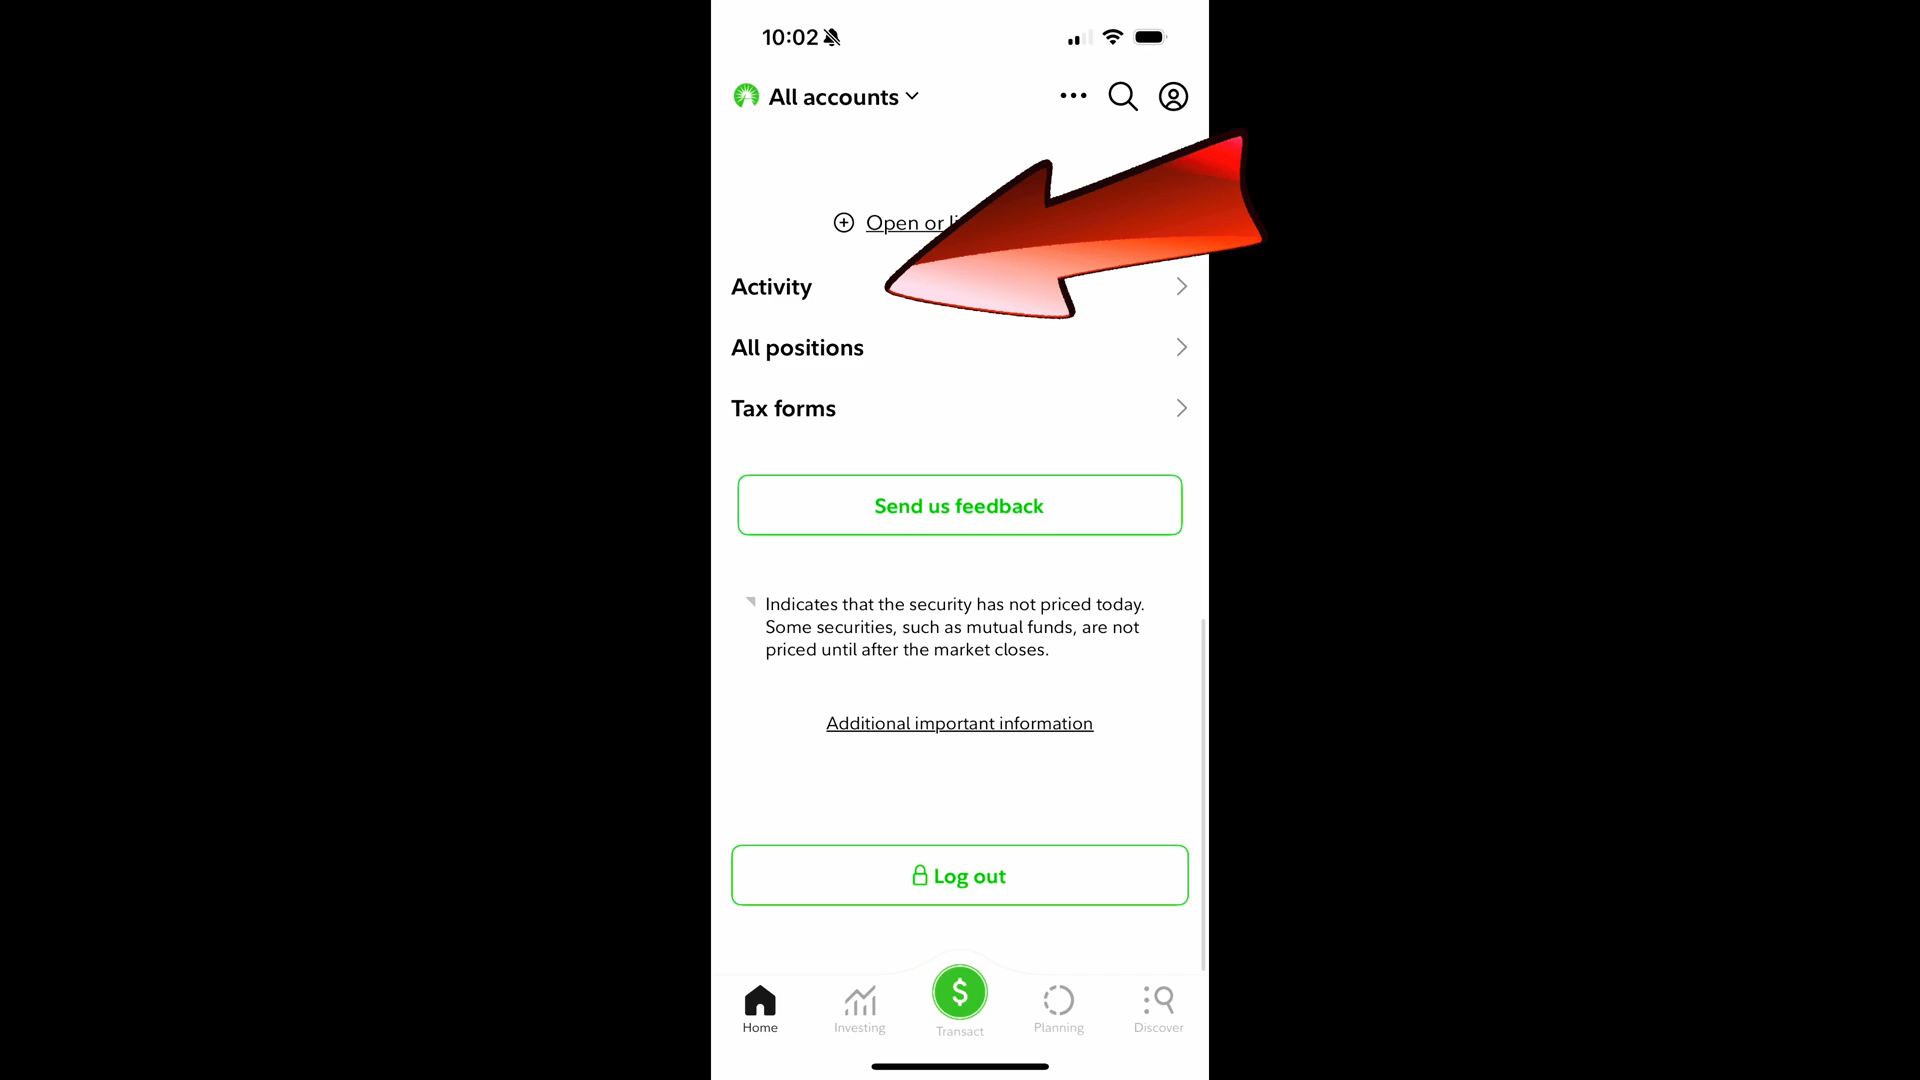 10:02
All accounts
Open or
Activity
All positions
Tax forms
Send us feedback
Indicates that the security has not priced today.
Some securities, such as mutual funds, are not
priced until after the market closes.
Additional important information
Log out
$
Home
Investing
Transact
Planning
Discover